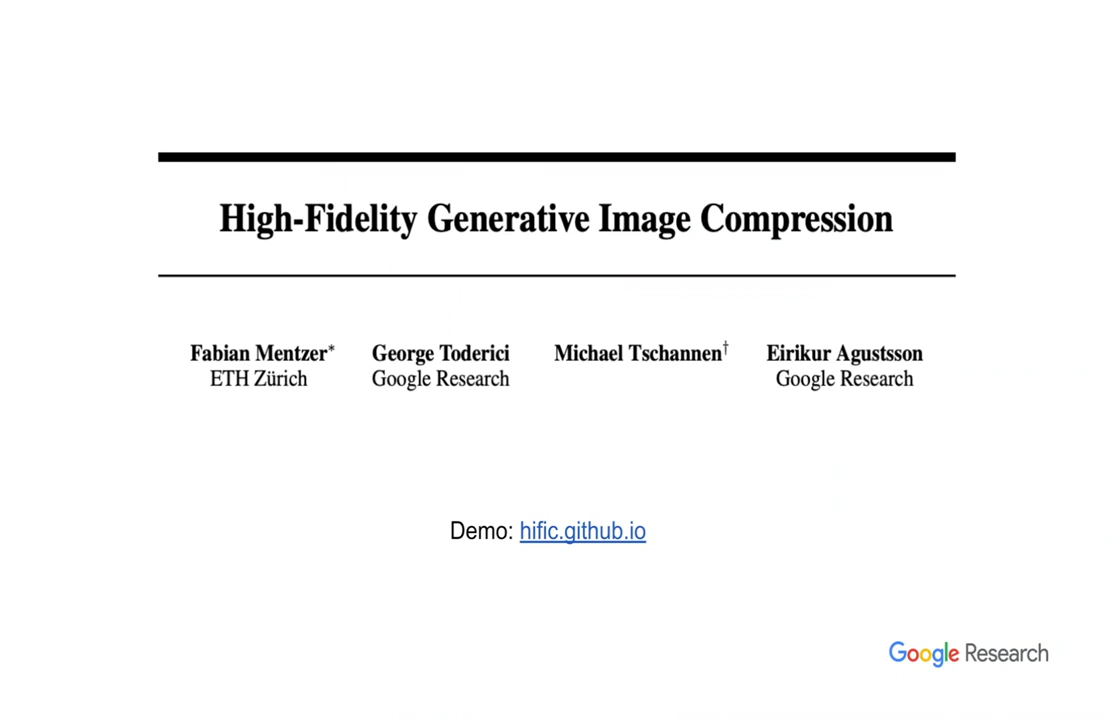 High-Fidelity Generative Image Compression
Fabian Mentzer* George Toderici Michael Tschannen† Eirikur Agustsson
ETH Zürich Google Research Google Research
Demo: hific.github.io
Google Research